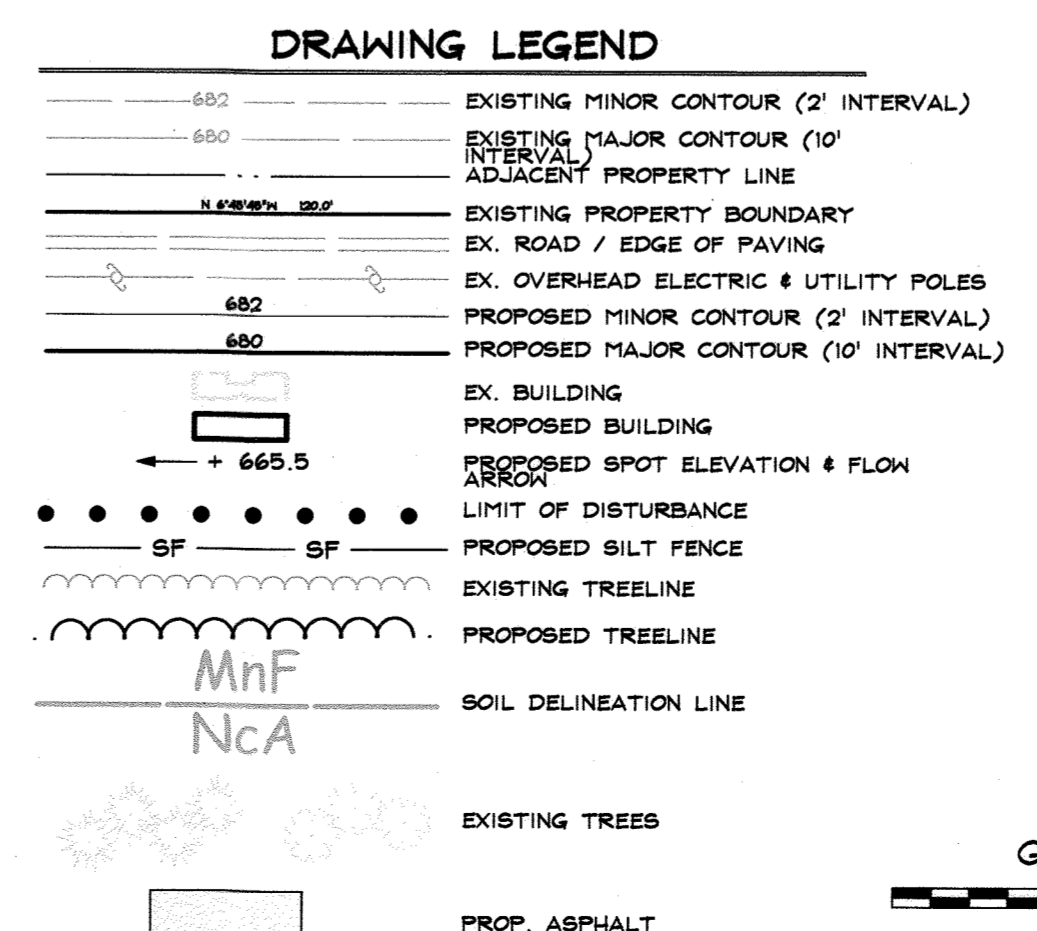 DRAWING LEGEND
682 EXISTING MINOR CONTOUR (2' INTERVAL)
680 EXISTING MAJOR CONTOUR (10'
INTERVAL)
ADJACENT PROPERTY LINE
N 6°48'48"W 120.0' EXISTING PROPERTY BOUNDARY
EX. ROAD / EDGE OF PAVING
EX. OVERHEAD ELECTRIC & UTILITY POLES
682 PROPOSED MINOR CONTOUR (2' INTERVAL)
680 PROPOSED MAJOR CONTOUR (10' INTERVAL)
EX. BUILDING
PROPOSED BUILDING
+ 665.5 PROPOSED SPOT ELEVATION & FLOW
ARROW
LIMIT OF DISTURBANCE
SF SF PROPOSED SILT FENCE
EXISTING TREELINE
PROPOSED TREELINE
MnF
SOIL DELINEATION LINE
NcA
EXISTING TREES
G
PROP. ASPHALT